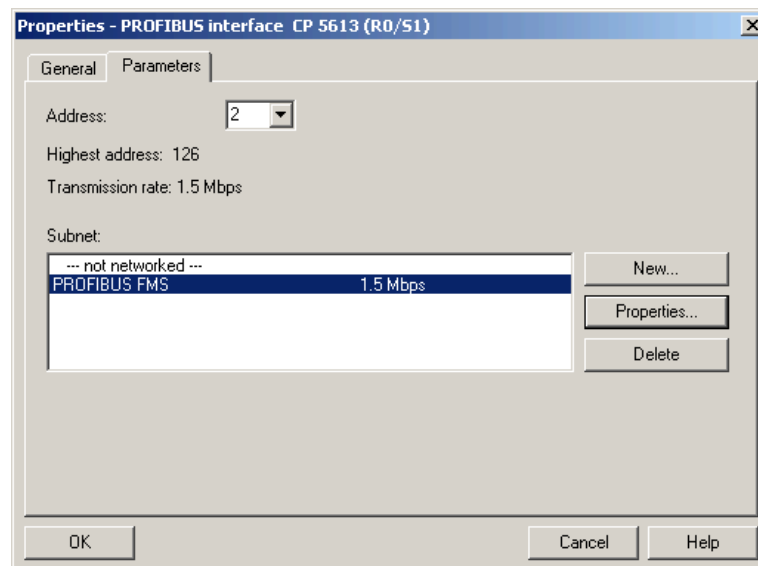 Properties - PROFIBUS interface CP 5613 (R0/S1)
General Parameters
Address: 2
Highest address: 126
Transmission rate: 1.5 Mbps
Subnet:
--- not networked ---
PROFIBUS FMS 1.5 Mbps
New...
Properties...
Delete
OK Cancel Help